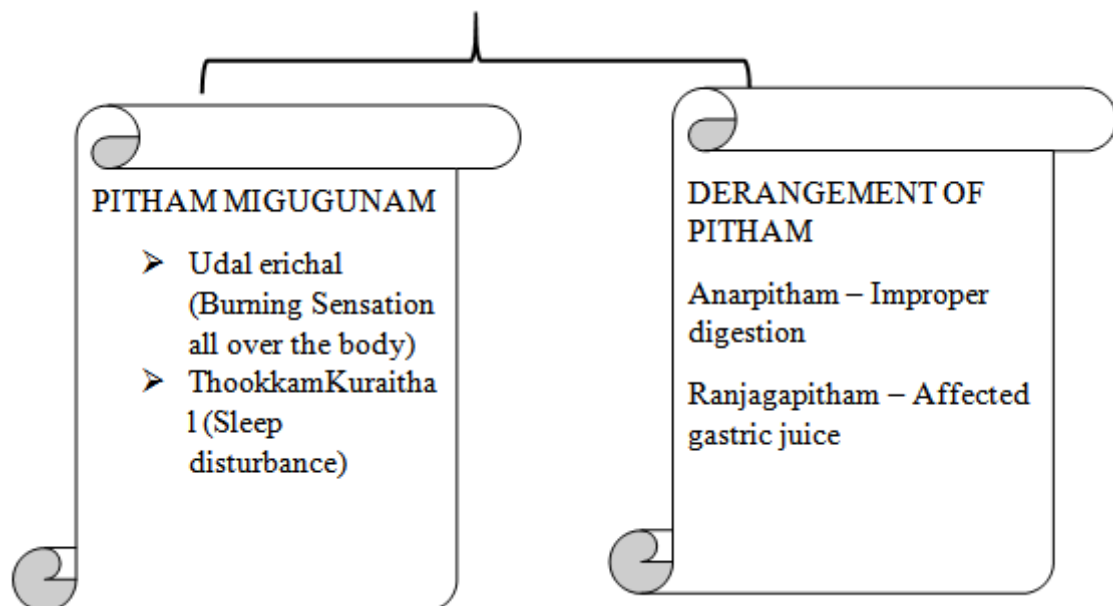 PITHAM MIGUGUNAM
➤ Udal erichal
(Burning Sensation
all over the body)
➤ ThookkamKuraitha
l (Sleep
disturbance)
DERANGEMENT OF
PITHAM
Anarpitham – Improper
digestion
Ranjagapitham – Affected
gastric juice